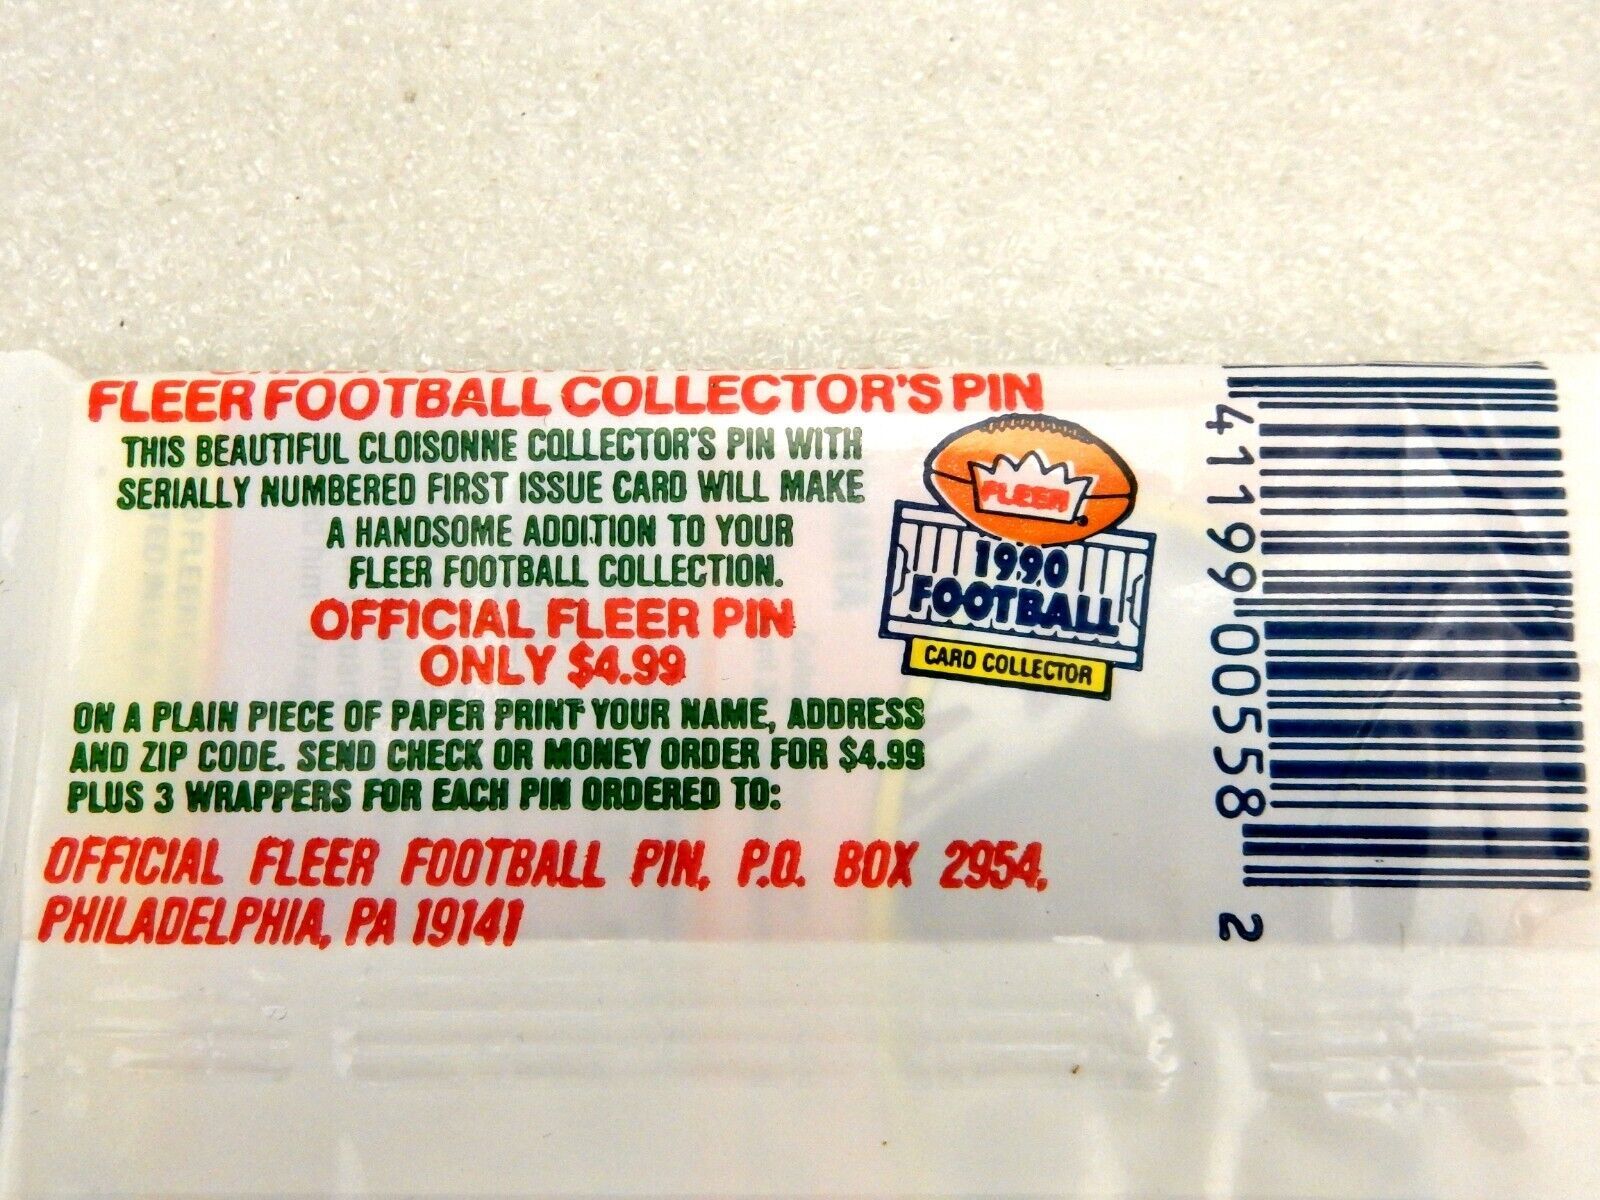 FLEER FOOTBALL COLLECTOR'S PIN
THIS BEAUTIFUL CLOISONNE COLLECTOR'S PIN WITH
SERIALLY NUMBERED FIRST ISSUE CARD WILL MAKE
A HANDSOME ADDITION TO YOUR
FLEER FOOTBALL COLLECTION.
OFFICIAL FLEER PIN
ONLY $4.99
ON A PLAIN PIECE OF PAPER PRINT YOUR NAME, ADDRESS
AND ZIP CODE. SEND CHECK OR MONEY ORDER FOR $4.99
PLUS 3 WRAPPERS FOR EACH PIN ORDERED TO:
OFFICIAL FLEER FOOTBALL PIN, P.O. BOX 2954,
PHILADELPHIA, PA 19141
FLEER
1990
FOOTBALL
CARD COLLECTOR
4119900558 2